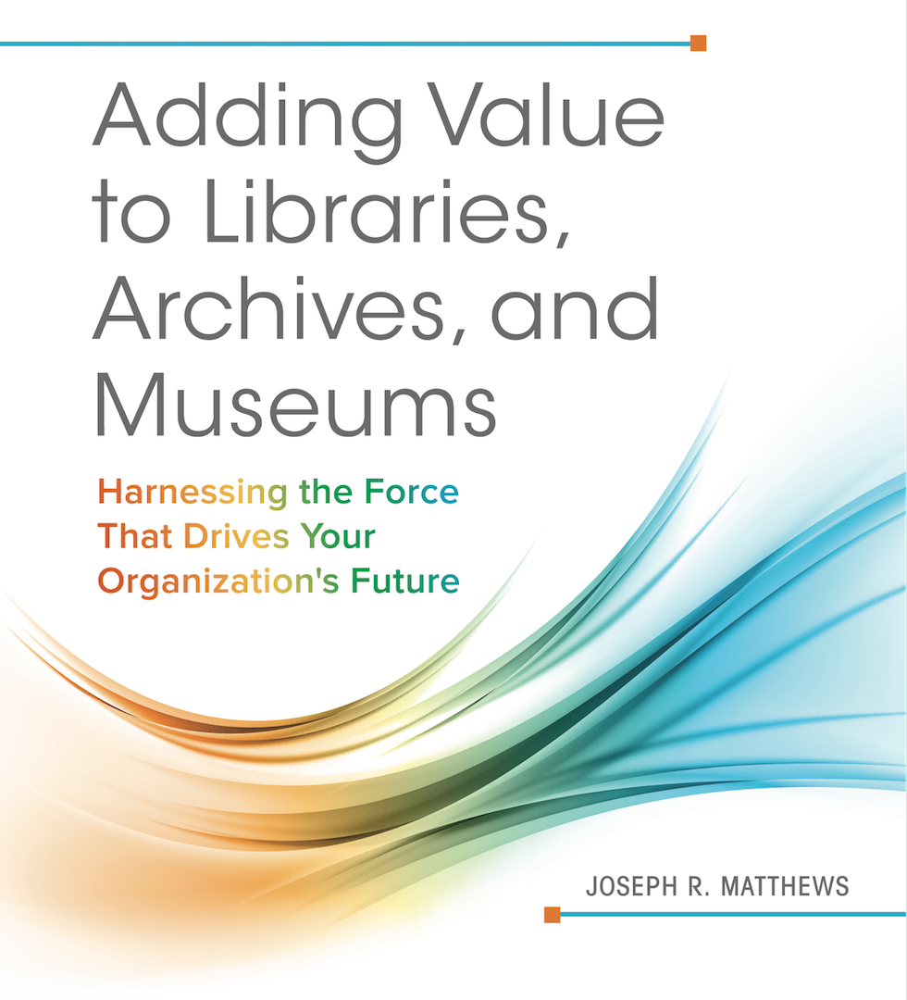 Adding Value
to Libraries,
Archives, and
Museums
Harnessing the Force
That Drives Your
Organization's Future
JOSEPH R. MATTHEWS